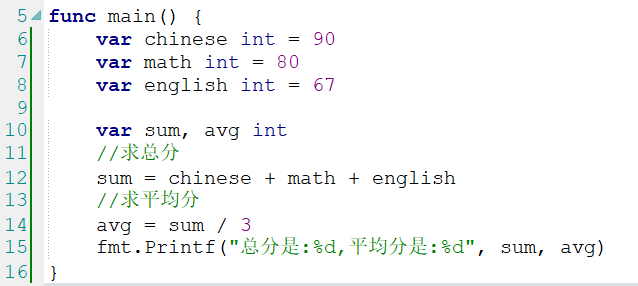 5 func main() {
6 var chinese int = 90
7 var math int = 80
8 var english int = 67
9
10 var sum, avg int
11 //求总分
12 sum = chinese + math + english
13 //求平均分
14 avg = sum / 3
15 fmt.Printf("总分是:%d,平均分是:%d", sum, avg)
16 }